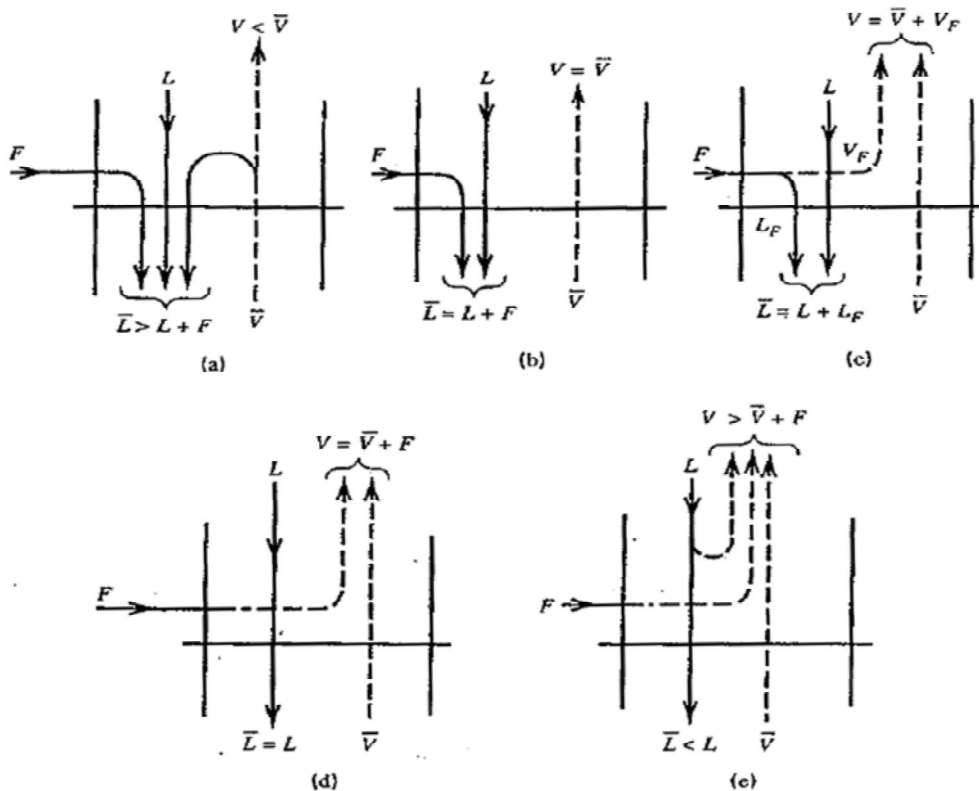 V < V̅
L
F
L̅ > L + F
V̅
(a)
V = V̅
L
F
L̅ = L + F
V̅
(b)
V = V̅ + V_F
L
F
V_F
L_F
L̅ = L + L_F
V̅
(c)
V = V̅ + F
L
F
L̅ = L
V̅
(d)
V > V̅ + F
L
F
L̅ < L
V̅
(e)